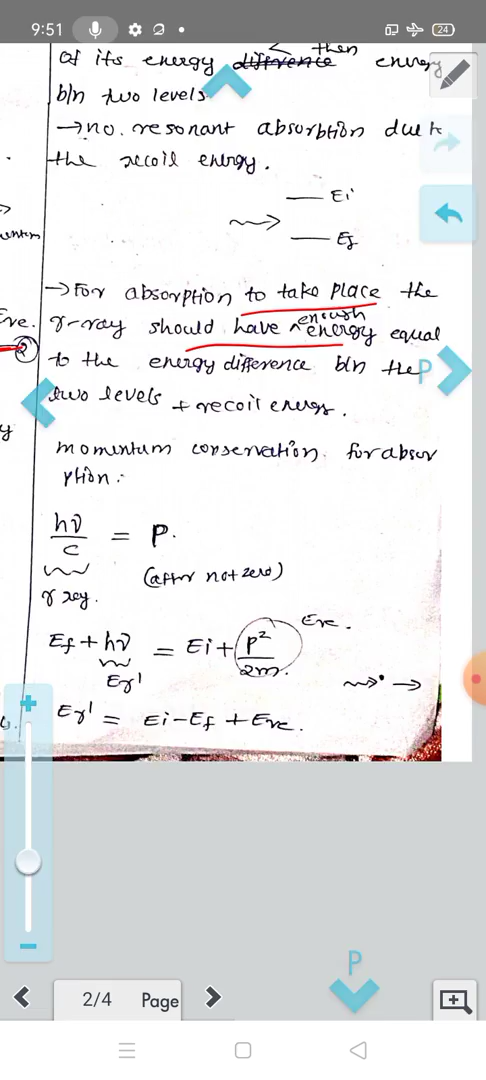 9:51
24
of its energy difference < then energy
b/n two levels.
→ no. resonant absorbtion due to
the recoil energy.
Ei
Ef
→ For absorption to take place the
γ-ray should have enough energy equal
to the energy difference b/n the
two levels + recoil energy.
momentum conservation for absor
ption:
hν/c = P.
(after not zero)
γ ray.
Ef + hν = Ei + p²/2m. Ere.
Eγ'
Eγ' = Ei - Ef + Ere.
P
P
2/4 Page